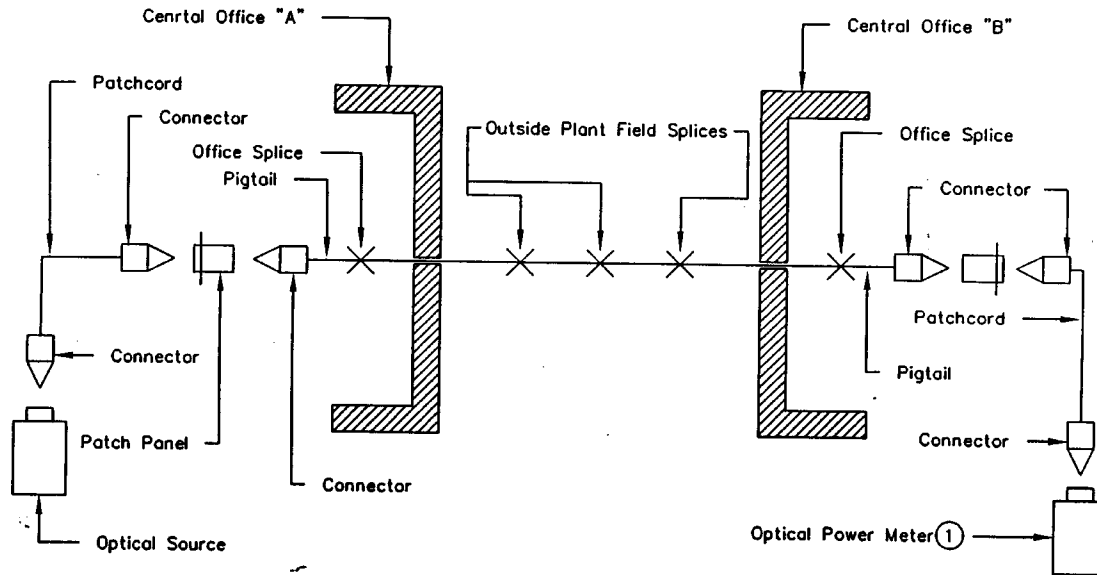 Cenrtal Office "A"
Central Office "B"
Patchcord
Connector
Outside Plant Field Splices
Office Splice
Office Splice
Pigtail
Connector
Connector
Patchcord
Pigtail
Patch Panel
Connector
Connector
Optical Source
Optical Power Meter 1